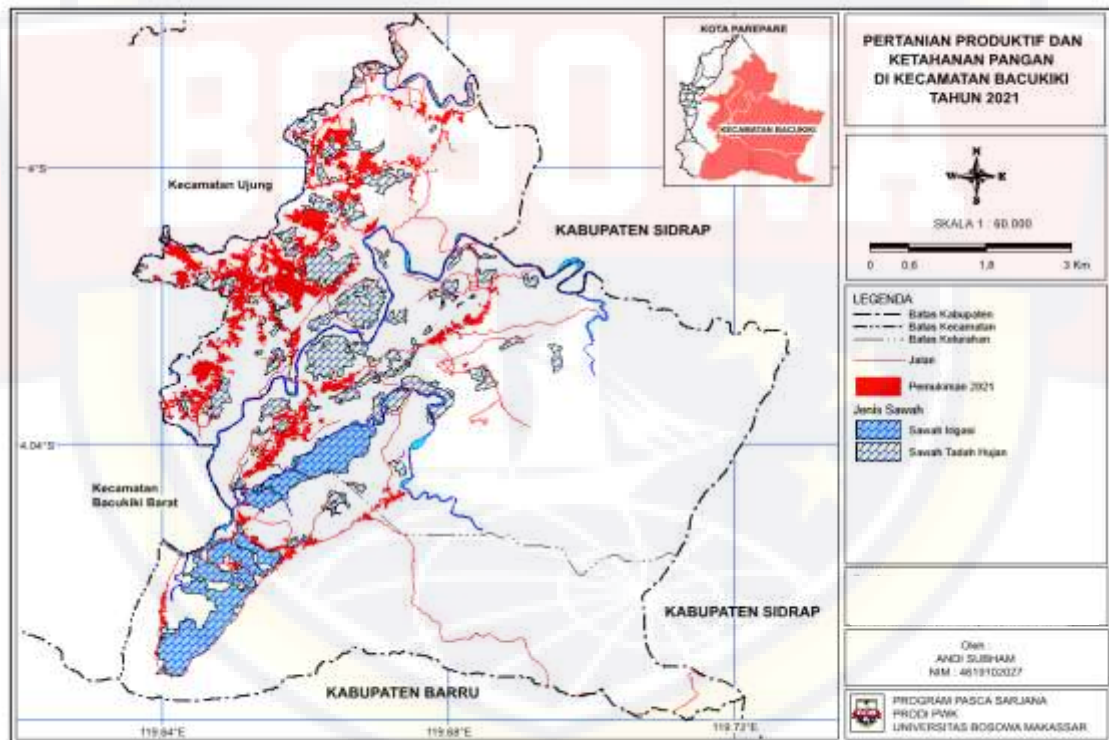 BOSOWA
PERTANIAN PRODUKTIF DAN
KETAHANAN PANGAN
DI KECAMATAN BACUKIKI
TAHUN 2021
KOTA PAREPARE
KECAMATAN BACUKIKI
N
W E
S
SKALA 1 : 60.000
0 0,6 1,8 3 Km
LEGENDA
Batas Kabupaten
Batas Kecamatan
Batas Kelurahan
Jalan
Pemukiman 2021
Jenis Sawah
Sawah Irigasi
Sawah Tadah Hujan
Oleh :
ANDI SUBHAM
NIM : 4619102027
PROGRAM PASCA SARJANA
PRODI PWK
UNIVERSITAS BOSOWA MAKASSAR
4°S
Kecamatan Ujung
KABUPATEN SIDRAP
4.04°S
Kecamatan
Bacukiki Barat
KABUPATEN SIDRAP
KABUPATEN BARRU
119.64°E
119.68°E
119.72°E